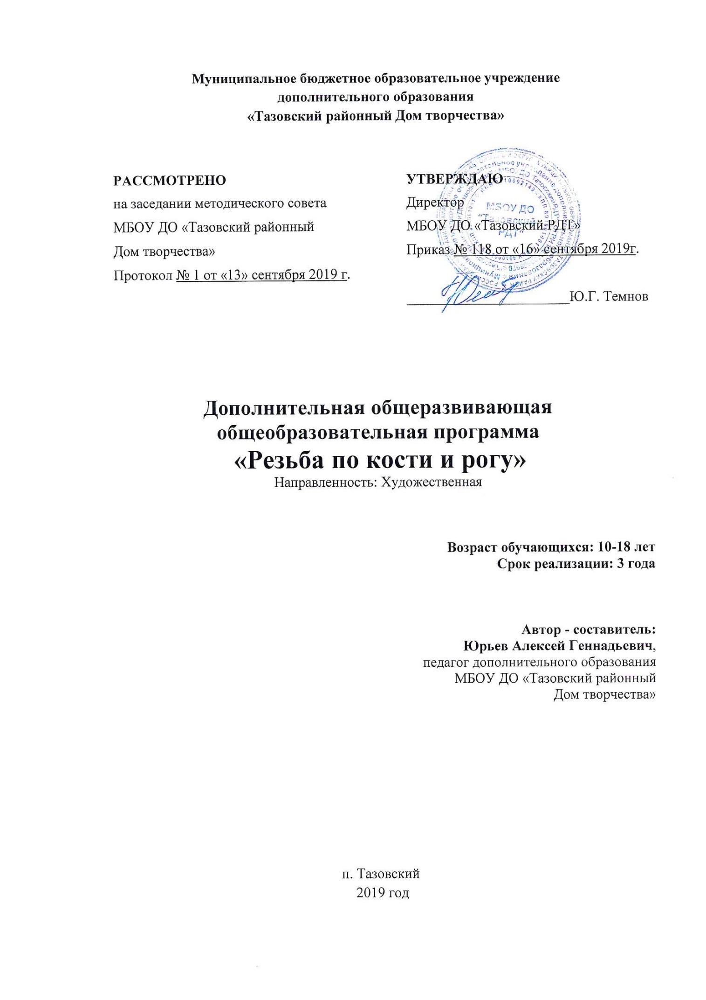 Муниципальное бюджетное образовательное учреждение
дополнительного образования
«Тазовский районный Дом творчества»
РАССМОТРЕНО
на заседании методического совета
МБОУ ДО «Тазовский районный
Дом творчества»
Протокол № 1 от «13» сентября 2019 г.
УТВЕРЖДАЮ
Директор
МБОУ ДО «Тазовский РДТ»
Приказ № 118 от «16» сентября 2019г.
Ю.Г. Темнов
МБОУ ДО
"Тазовский
РДТ"
Дополнительная общеразвивающая
общеобразовательная программа
«Резьба по кости и рогу»
Направленность: Художественная
Возраст обучающихся: 10-18 лет
Срок реализации: 3 года
Автор - составитель:
Юрьев Алексей Геннадьевич,
педагог дополнительного образования
МБОУ ДО «Тазовский районный
Дом творчества»
п. Тазовский
2019 год